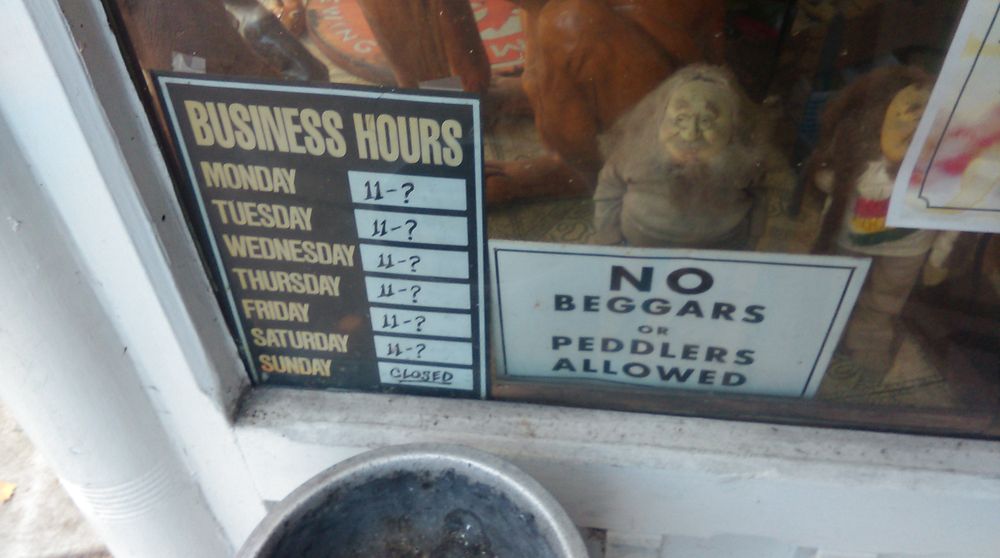 EWING
BUSINESS HOURS
MONDAY 11-?
TUESDAY 11-?
WEDNESDAY 11-?
THURSDAY 11-?
FRIDAY 11-?
SATURDAY 11-?
SUNDAY CLOSED
NO
BEGGARS
OR
PEDDLERS
ALLOWED